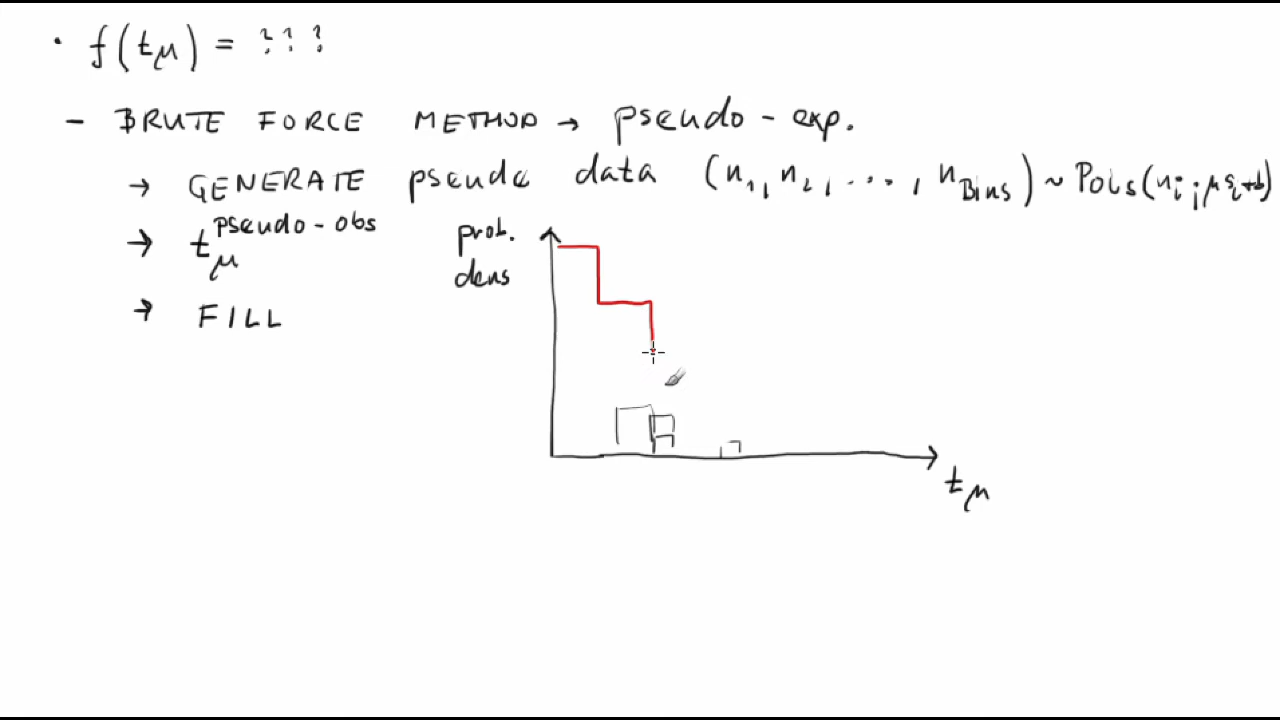 • f(tμ) = ???
- BRUTE FORCE METHOD → pseudo-exp.
→ GENERATE pseudo data (n₁, n₂, ..., nBins) ~ Pois(nᵢ; μsᵢ+b)
→ tμ^pseudo-obs
→ FILL
prob.
dens
tμ